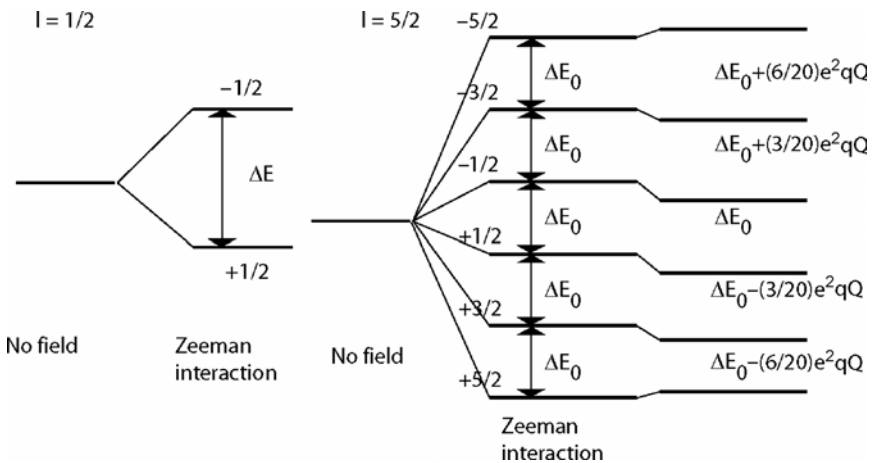 I = 1/2
−1/2
ΔE
+1/2
No field
Zeeman
interaction
I = 5/2
−5/2
−3/2
−1/2
+1/2
+3/2
+5/2
No field
ΔE₀
ΔE₀
ΔE₀
ΔE₀
ΔE₀
Zeeman
interaction
ΔE₀+(6/20)e²qQ
ΔE₀+(3/20)e²qQ
ΔE₀
ΔE₀−(3/20)e²qQ
ΔE₀−(6/20)e²qQ